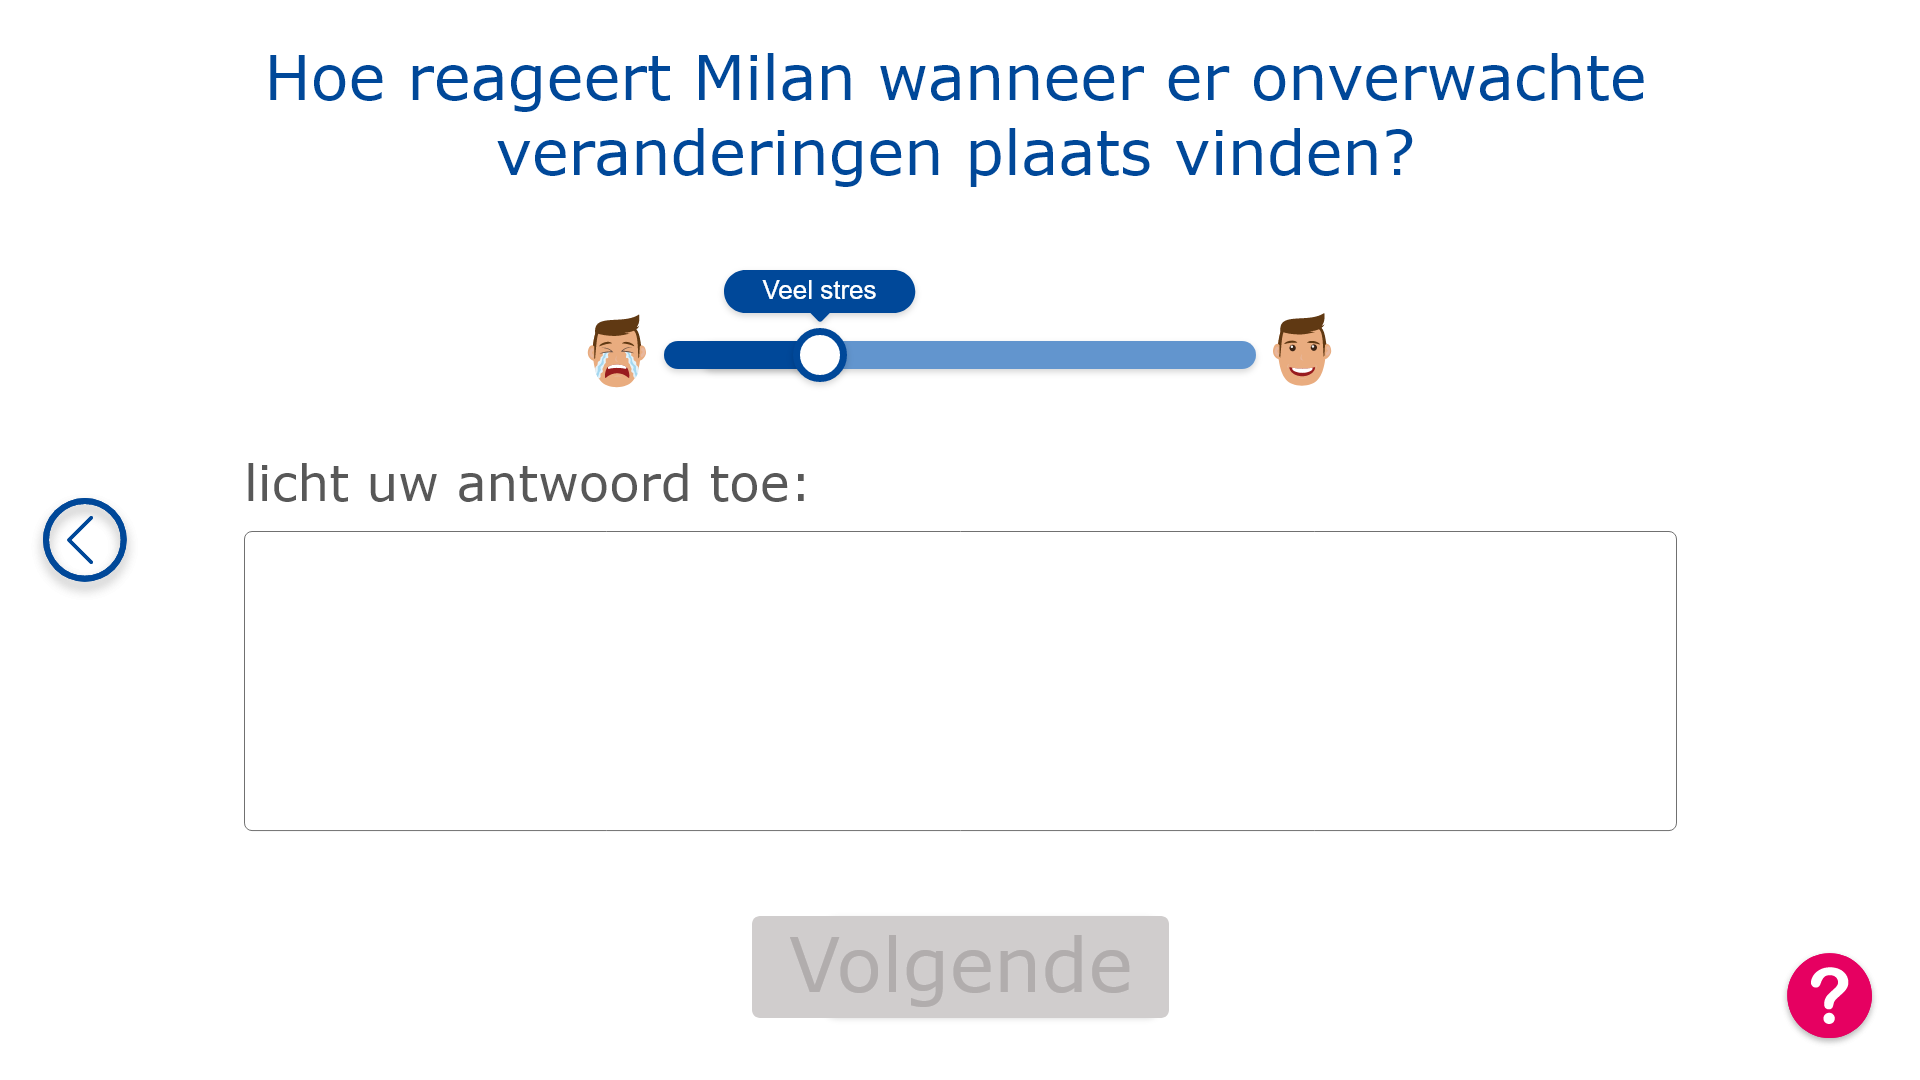 Hoe reageert Milan wanneer er onverwachte
veranderingen plaats vinden?
Veel stres
licht uw antwoord toe:
Volgende
?